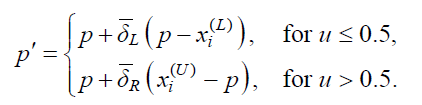 p′ = { p + δ̅_L (p − x_i^(L)), for u ≤ 0.5,
p + δ̅_R (x_i^(U) − p), for u > 0.5.